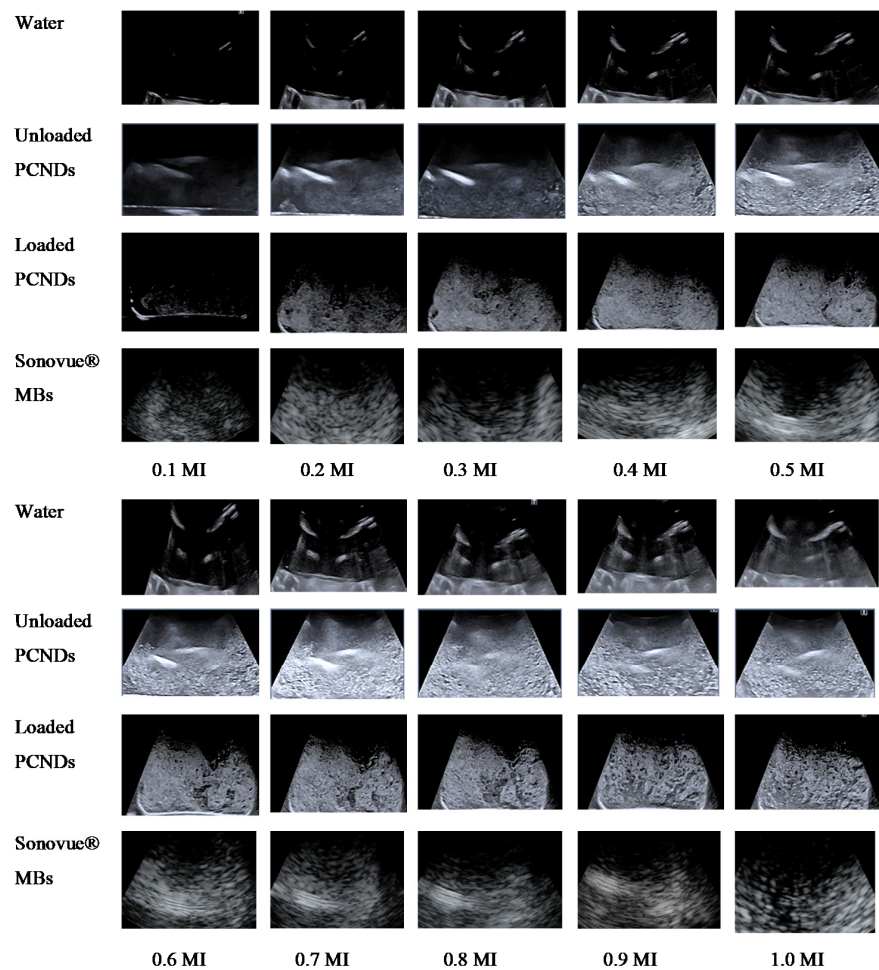 Water
Unloaded
PCNDs
Loaded
PCNDs
Sonovue®
MBs
0.1 MI 0.2 MI 0.3 MI 0.4 MI 0.5 MI
Water
Unloaded
PCNDs
Loaded
PCNDs
Sonovue®
MBs
0.6 MI 0.7 MI 0.8 MI 0.9 MI 1.0 MI